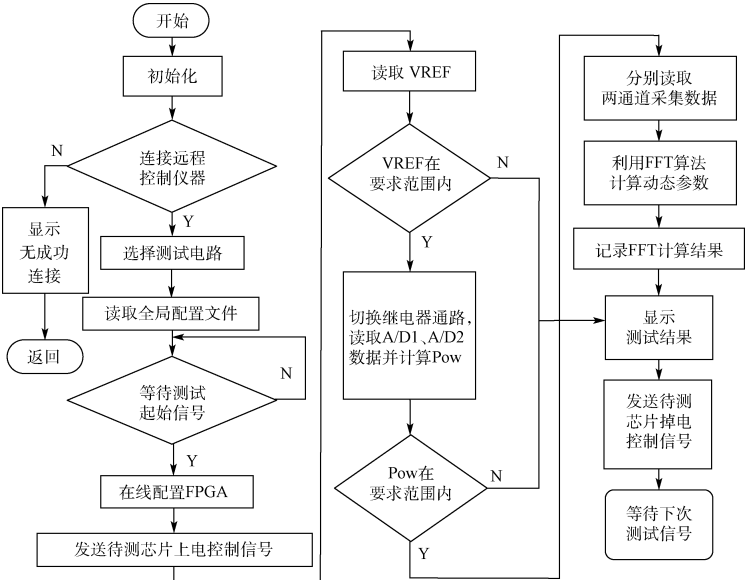 开始
初始化
连接远程
控制仪器
N
Y
显示
无成功
连接
返回
选择测试电路
读取全局配置文件
等待测试
起始信号
N
Y
在线配置FPGA
发送待测芯片上电控制信号
读取 VREF
VREF在
要求范围内
N
Y
切换继电器通路，
读取A/D1、A/D2
数据并计算Pow
Pow在
要求范围内
N
Y
分别读取
两通道采集数据
利用FFT算法
计算动态参数
记录FFT计算结果
显示
测试结果
发送待测
芯片掉电
控制信号
等待下次
测试信号